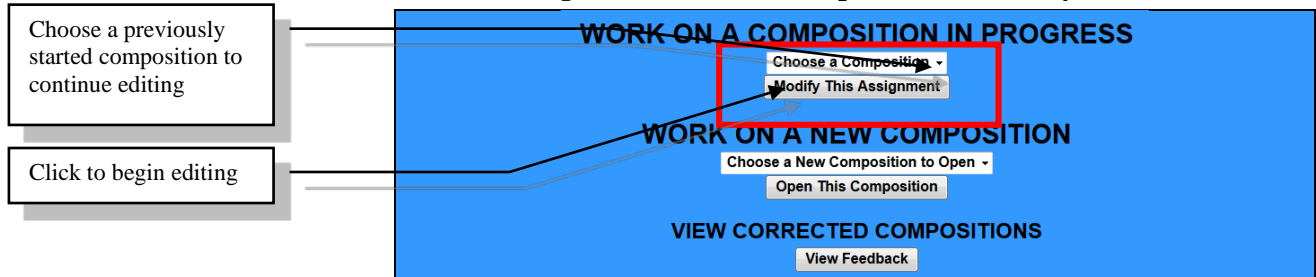 Choose a previously
started composition to
continue editing
Click to begin editing
WORK ON A COMPOSITION IN PROGRESS
Choose a Composition
Modify This Assignment
WORK ON A NEW COMPOSITION
Choose a New Composition to Open
Open This Composition
VIEW CORRECTED COMPOSITIONS
View Feedback